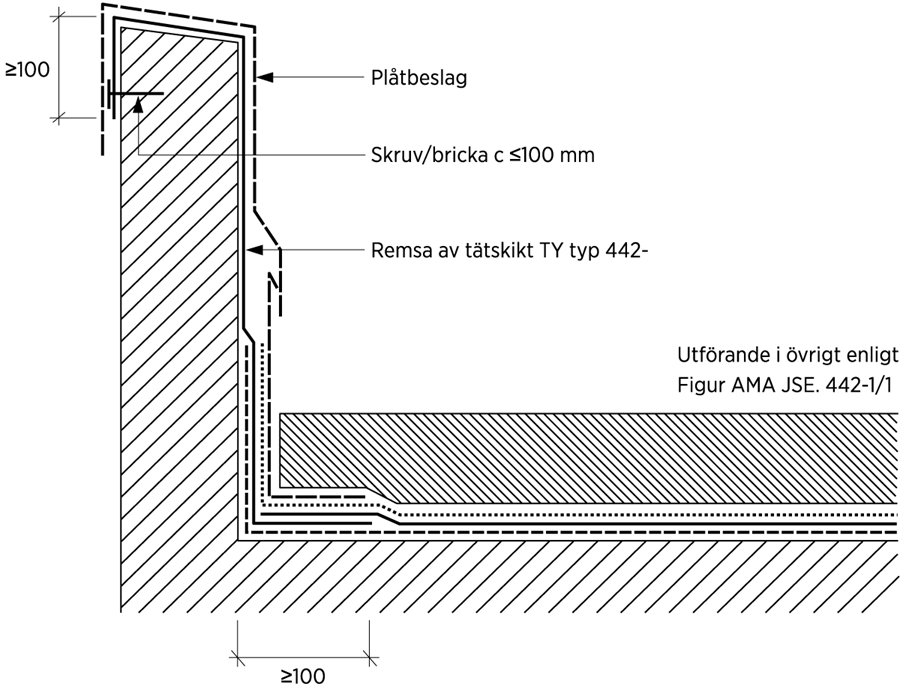 ≥100
Plåtbeslag
Skruv/bricka c ≤100 mm
Remsa av tätskikt TY typ 442-
Utförande i övrigt enligt
Figur AMA JSE. 442-1/1
≥100